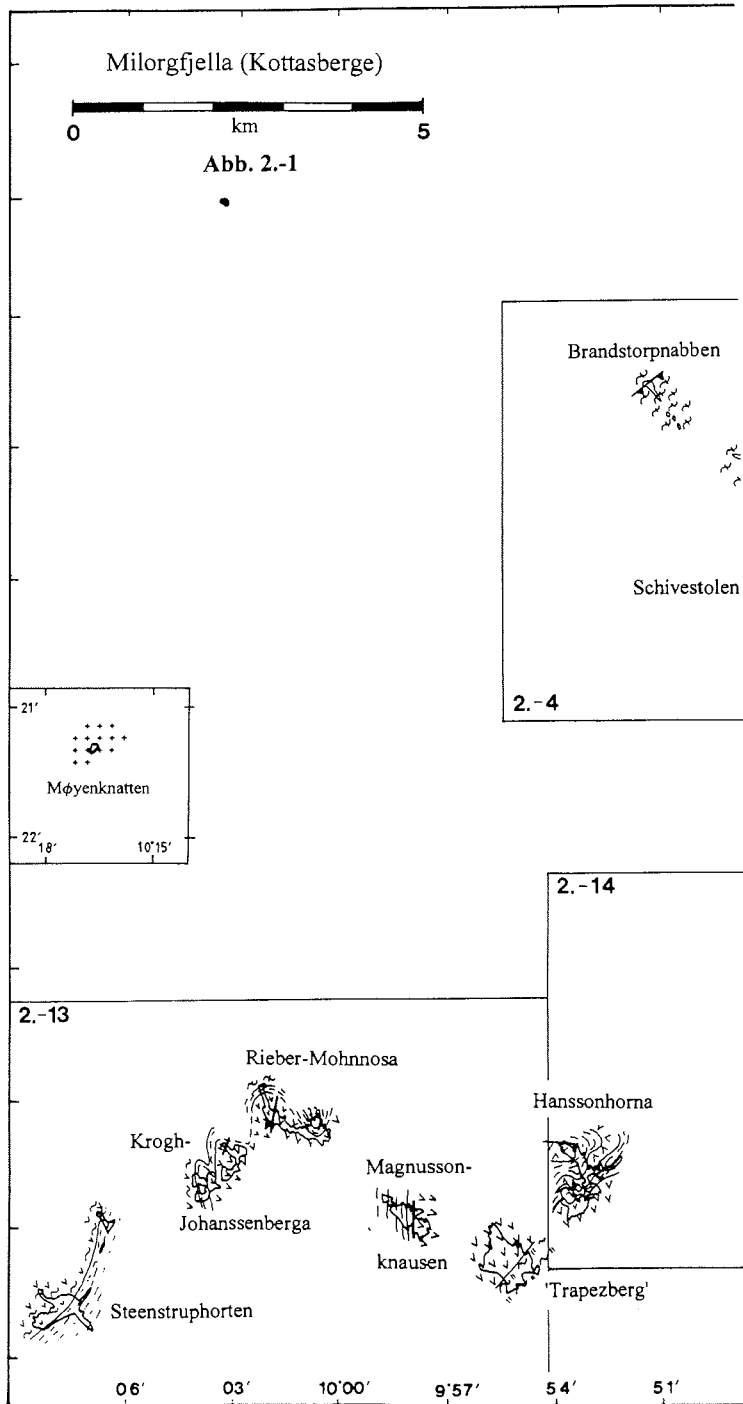 Milorgfjella (Kottasberge)
0 km 5
Abb. 2.-1
Brandstorpnabben
Schivestolen
2.-4
21'
Møyenknatten
22'
18' 10°15'
2.-14
2.-13
Rieber-Mohnnosa
Hanssonhorna
Krogh-
Magnusson-
Johanssenberga
knausen
'Trapezberg'
Steenstruphorten
06' 03' 10°00' 9°57' 54' 51'